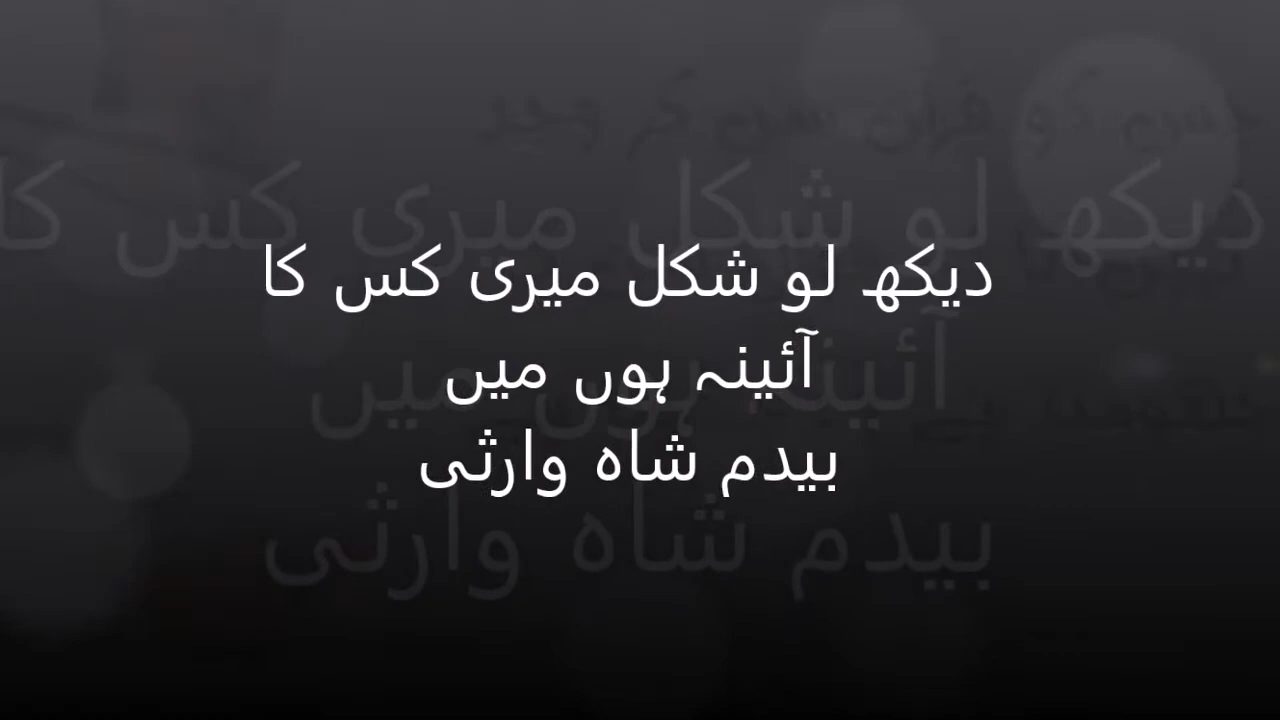 دیکھ لو شکل میری کس کا
آئینہ ہوں میں
بیدم شاہ وارثی